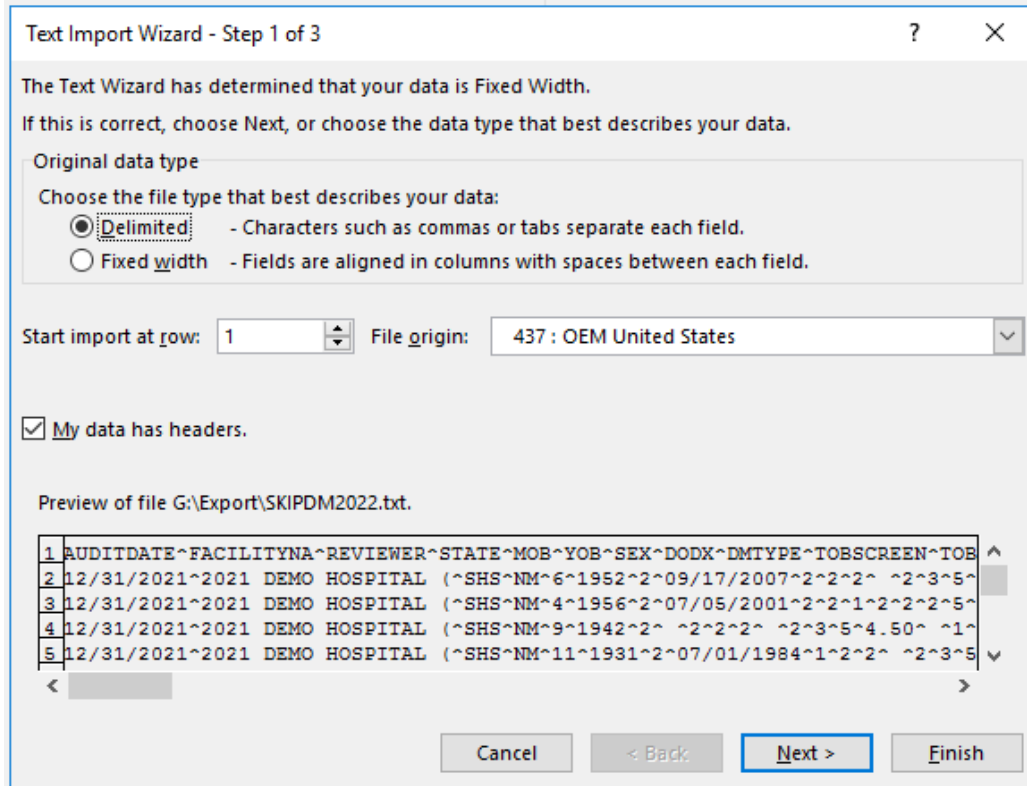 Text Import Wizard - Step 1 of 3
?
The Text Wizard has determined that your data is Fixed Width.
If this is correct, choose Next, or choose the data type that best describes your data.
Original data type
Choose the file type that best describes your data:
Delimited - Characters such as commas or tabs separate each field.
Fixed width - Fields are aligned in columns with spaces between each field.
Start import at row: 1 File origin: 437 : OEM United States
My data has headers.
Preview of file G:\Export\SKIPDM2022.txt.
1 AUDITDATE^FACILITYNA^REVIEWER^STATE^MOB^YOB^SEX^DODX^DMTYPE^TOBSCREEN^TOB
2 12/31/2021^2021 DEMO HOSPITAL (^SHS^NM^6^1952^2^09/17/2007^2^2^2^ ^2^3^5^
3 12/31/2021^2021 DEMO HOSPITAL (^SHS^NM^4^1956^2^07/05/2001^2^2^1^2^2^2^5^
4 12/31/2021^2021 DEMO HOSPITAL (^SHS^NM^9^1942^2^ ^2^2^2^ ^2^3^5^4.50^ ^1^
5 12/31/2021^2021 DEMO HOSPITAL (^SHS^NM^11^1931^2^07/01/1984^1^2^2^ ^2^3^5
Cancel < Back Next > Finish